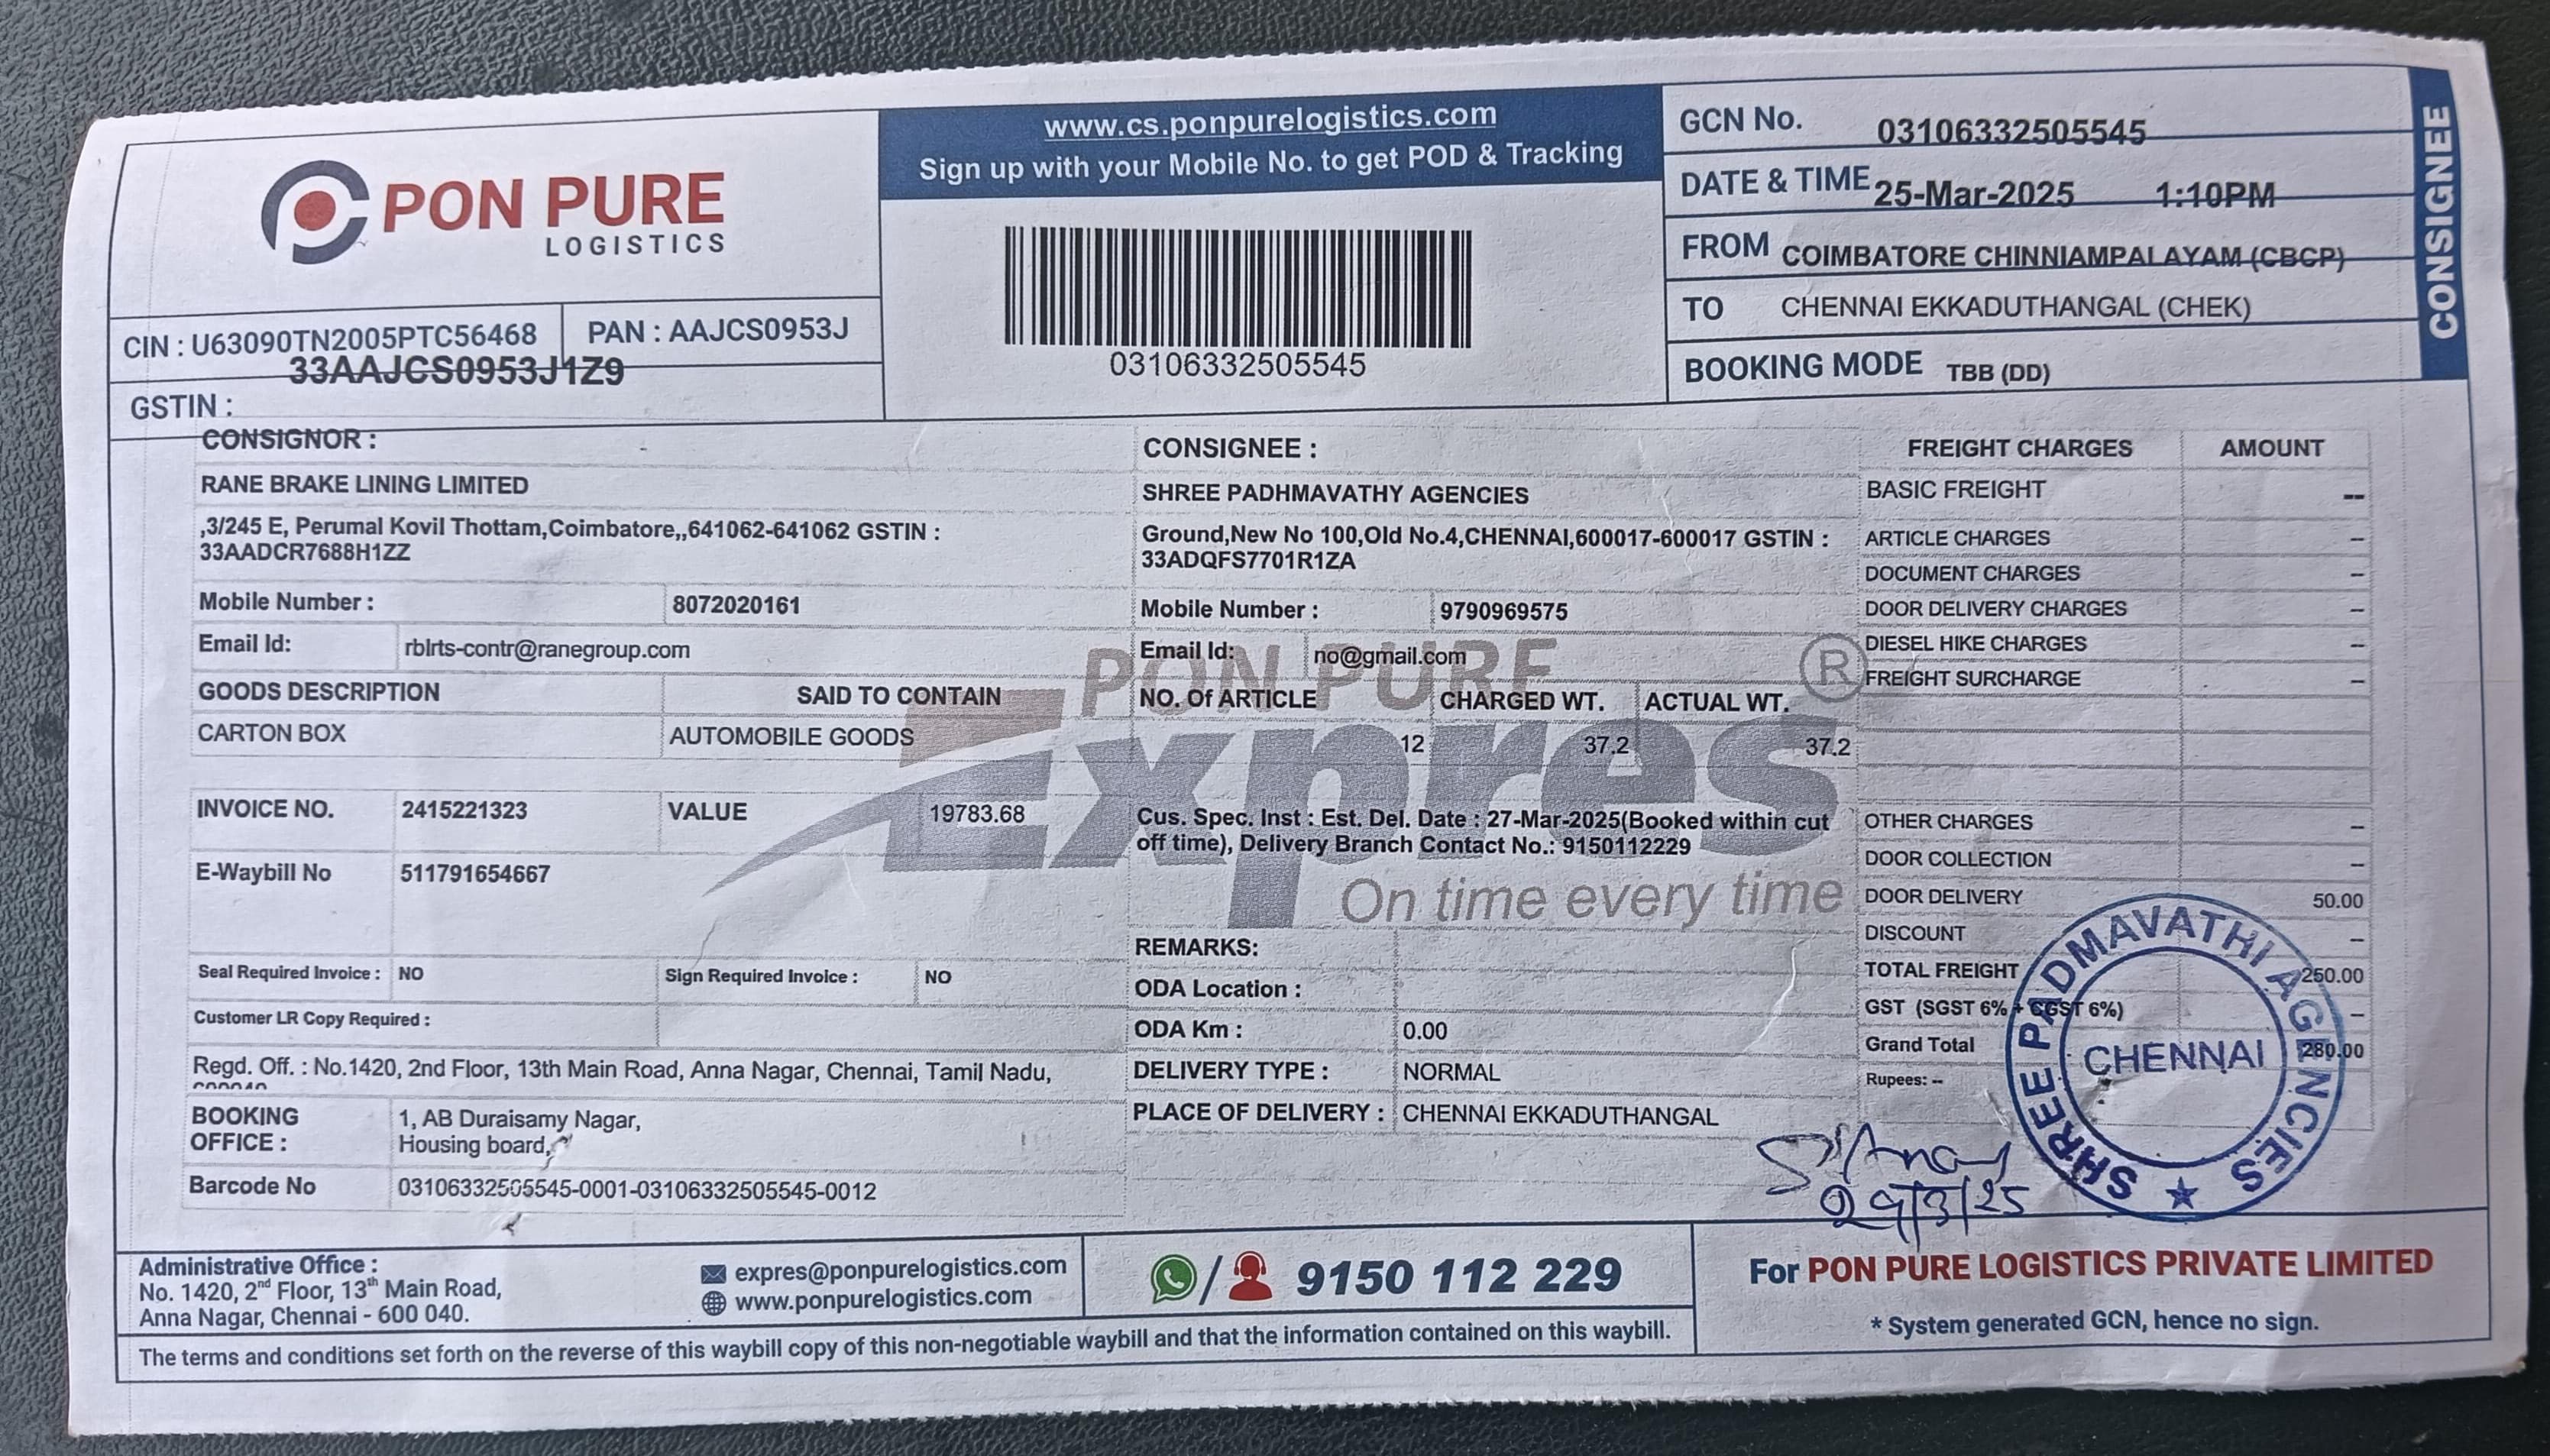 PON PURE
LOGISTICS
www.cs.ponpurelogistics.com
Sign up with your Mobile No. to get POD & Tracking
03106332505545
GCN No. 03106332505545
DATE & TIME 25-Mar-2025 1:10PM
FROM COIMBATORE CHINNIAMPALAYAM (CBCP)
TO CHENNAI EKKADUTHANGAL (CHEK)
BOOKING MODE TBB (DD)
CONSIGNEE
CIN : U63090TN2005PTC56468 PAN : AAJCS0953J
33AAJCS0953J1Z9
GSTIN :
CONSIGNOR :
RANE BRAKE LINING LIMITED
,3/245 E, Perumal Kovil Thottam,Coimbatore,,641062-641062 GSTIN :
33AADCR7688H1ZZ
Mobile Number : 8072020161
Email Id: rblrts-contr@ranegroup.com
GOODS DESCRIPTION SAID TO CONTAIN
CARTON BOX AUTOMOBILE GOODS
INVOICE NO. 2415221323 VALUE 19783.68
E-Waybill No 511791654667
Seal Required Invoice : NO Sign Required Invoice : NO
Customer LR Copy Required :
Regd. Off. : No.1420, 2nd Floor, 13th Main Road, Anna Nagar, Chennai, Tamil Nadu,
BOOKING OFFICE : 1, AB Duraisamy Nagar,
Housing board,
Barcode No 03106332505545-0001-03106332505545-0012
CONSIGNEE :
SHREE PADHMAVATHY AGENCIES
Ground,New No 100,Old No.4,CHENNAI,600017-600017 GSTIN :
33ADQFS7701R1ZA
Mobile Number : 9790969575
Email Id: no@gmail.com
NO. Of ARTICLE CHARGED WT. ACTUAL WT.
12 37.2 37.2
PON PURE
Expres ®
On time every time
Cus. Spec. Inst : Est. Del. Date : 27-Mar-2025(Booked within cut
off time), Delivery Branch Contact No.: 9150112229
REMARKS:
ODA Location :
ODA Km : 0.00
DELIVERY TYPE : NORMAL
PLACE OF DELIVERY : CHENNAI EKKADUTHANGAL
FREIGHT CHARGES AMOUNT
BASIC FREIGHT --
ARTICLE CHARGES --
DOCUMENT CHARGES --
DOOR DELIVERY CHARGES --
DIESEL HIKE CHARGES --
FREIGHT SURCHARGE --
OTHER CHARGES --
DOOR COLLECTION --
DOOR DELIVERY 50.00
DISCOUNT --
TOTAL FREIGHT 250.00
GST (SGST 6% + CGST 6%) --
Grand Total 280.00
Rupees: --
SHREE PADMAVATHI AGENCIES
CHENNAI
29/3/25
Administrative Office :
No. 1420, 2nd Floor, 13th Main Road,
Anna Nagar, Chennai - 600 040.
expres@ponpurelogistics.com
www.ponpurelogistics.com
9150 112 229
For PON PURE LOGISTICS PRIVATE LIMITED
* System generated GCN, hence no sign.
The terms and conditions set forth on the reverse of this waybill copy of this non-negotiable waybill and that the information contained on this waybill.